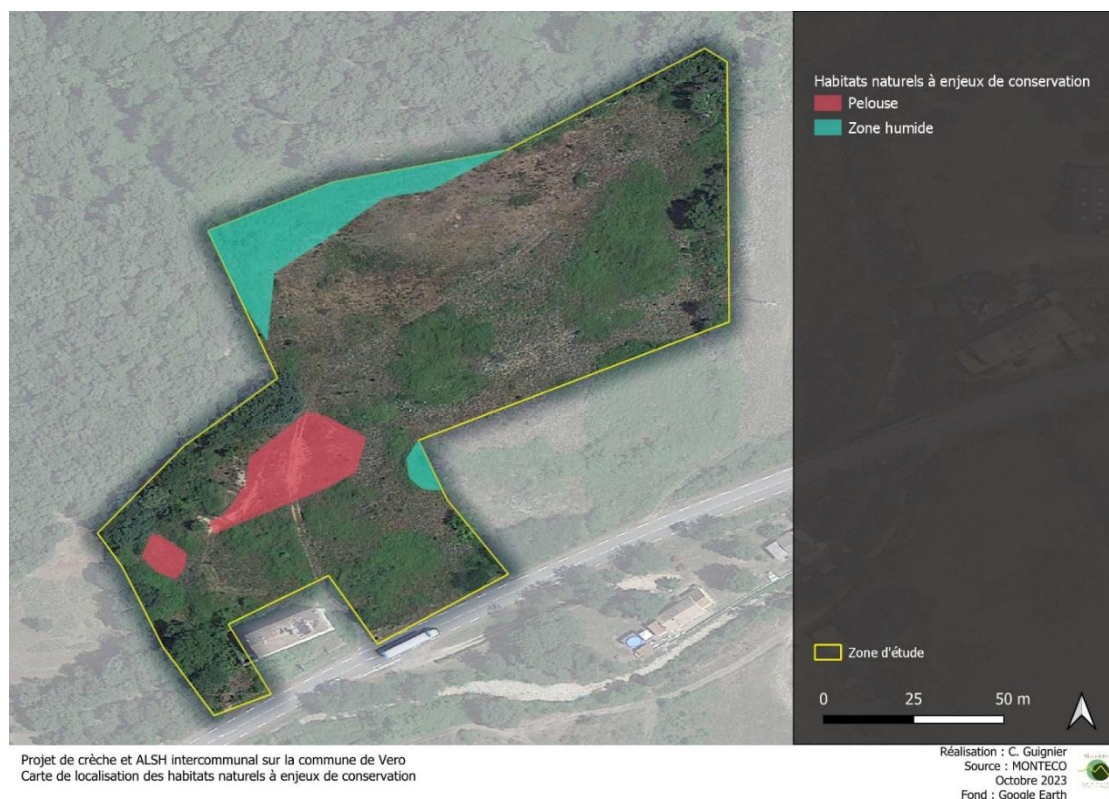 Habitats naturels à enjeux de conservation
Pelouse
Zone humide
Zone d'étude
0 25 50 m
Projet de crèche et ALSH intercommunal sur la commune de Vero
Carte de localisation des habitats naturels à enjeux de conservation
Réalisation : C. Guignier
Source : MONTECO
Octobre 2023
Fond : Google Earth